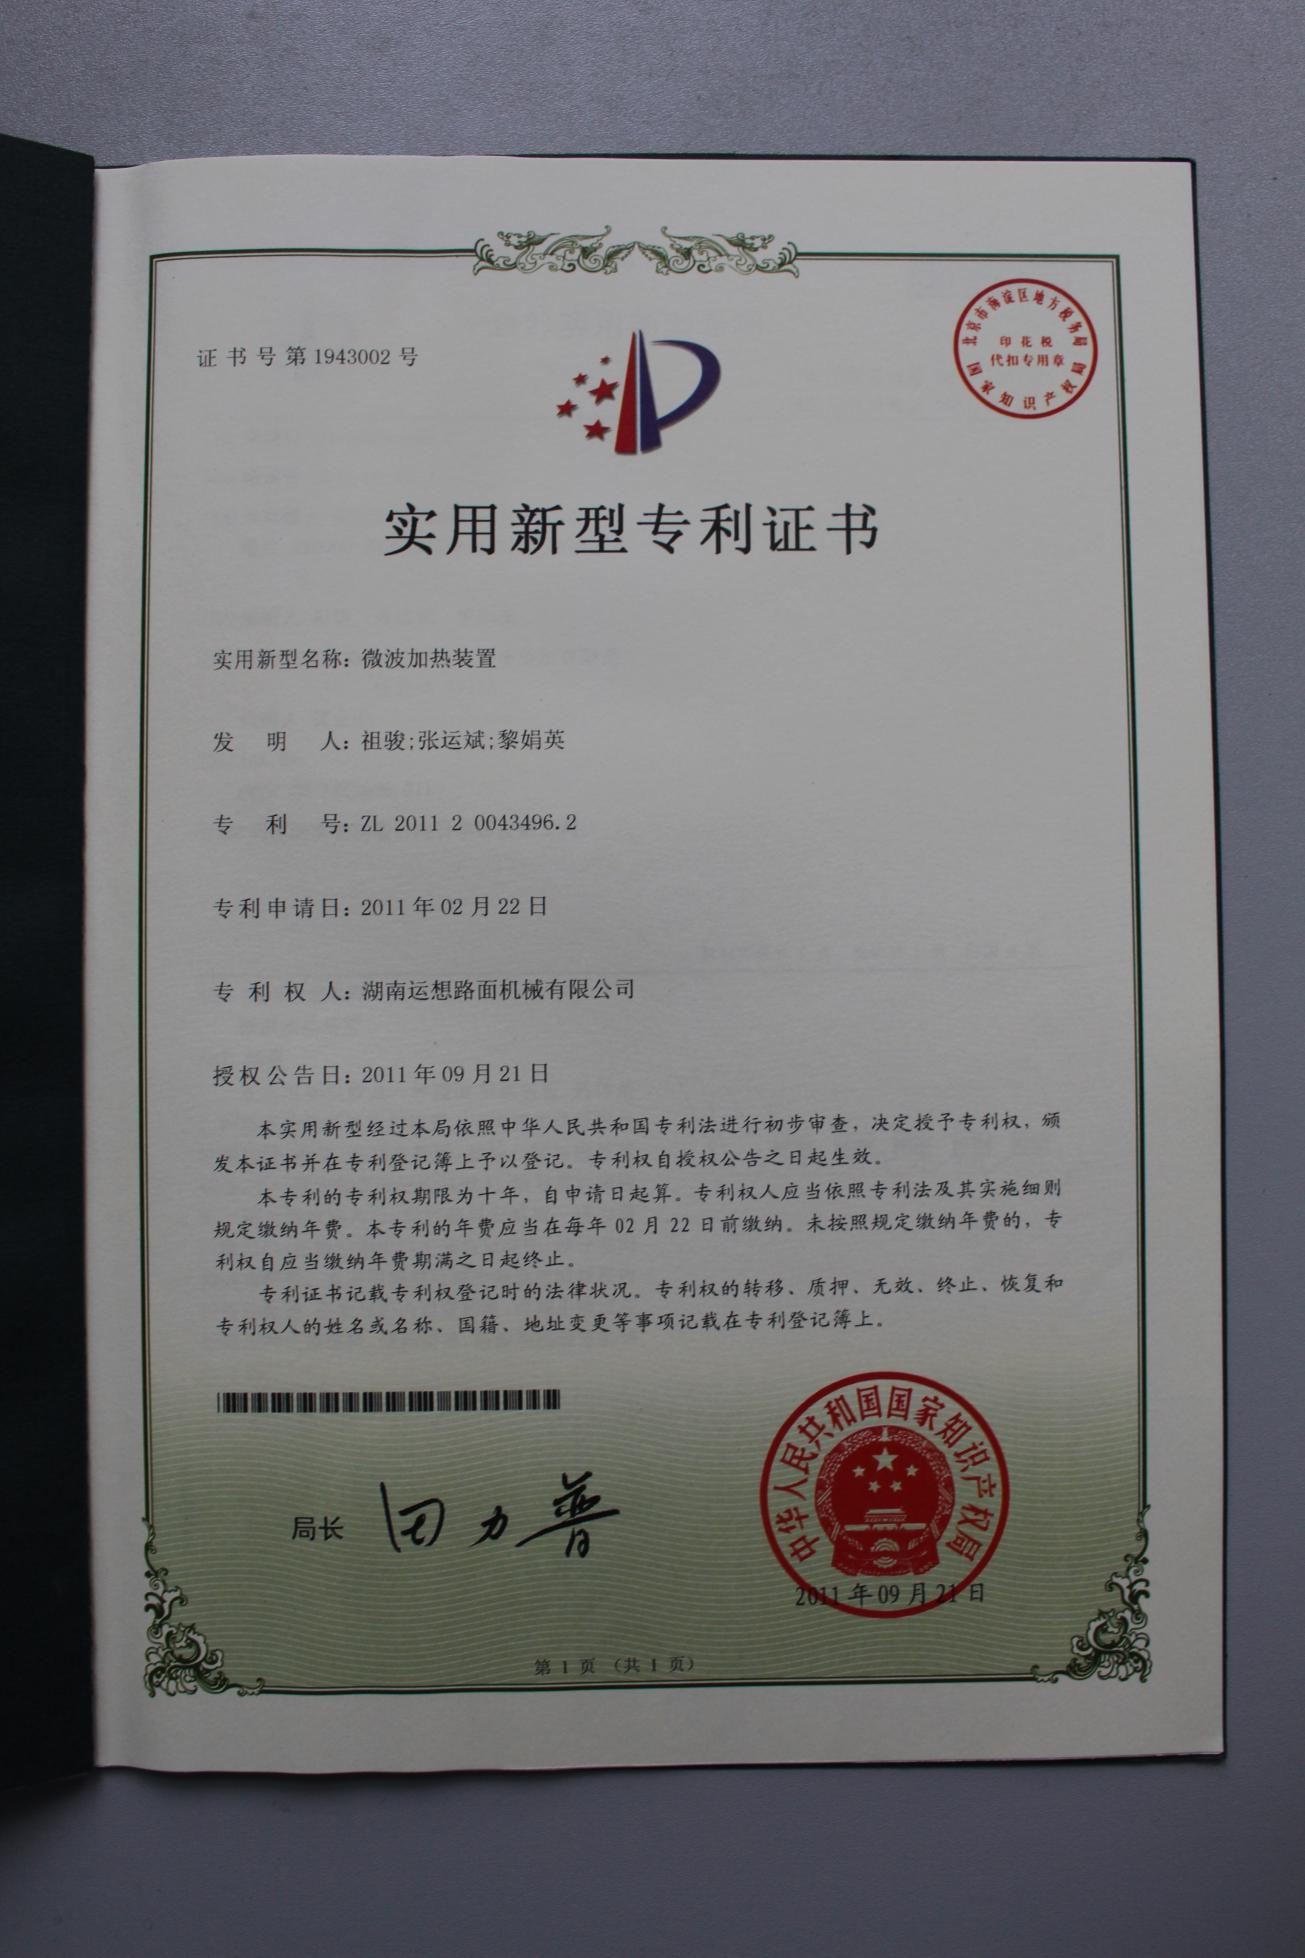 证书号第1943002号
北京市海淀区地方税务局
印花税
代扣专用章
国家知识产权局
实用新型专利证书
实用新型名称：微波加热装置
发明人：祖骏;张运斌;黎娟英
专利号：ZL 2011 2 0043496.2
专利申请日：2011年02月22日
专利权人：湖南运想路面机械有限公司
授权公告日：2011年09月21日
本实用新型经过本局依照中华人民共和国专利法进行初步审查，决定授予专利权，颁
发本证书并在专利登记簿上予以登记。专利权自授权公告之日起生效。
本专利的专利权期限为十年，自申请日起算。专利权人应当依照专利法及其实施细则
规定缴纳年费。本专利的年费应当在每年02月22日前缴纳。未按照规定缴纳年费的，专
利权自应当缴纳年费期满之日起终止。
专利证书记载专利权登记时的法律状况。专利权的转移、质押、无效、终止、恢复和
专利权人的姓名或名称、国籍、地址变更等事项记载在专利登记簿上。
局长 田力普
中华人民共和国国家知识产权局
2011年09月21日
第1页（共1页）